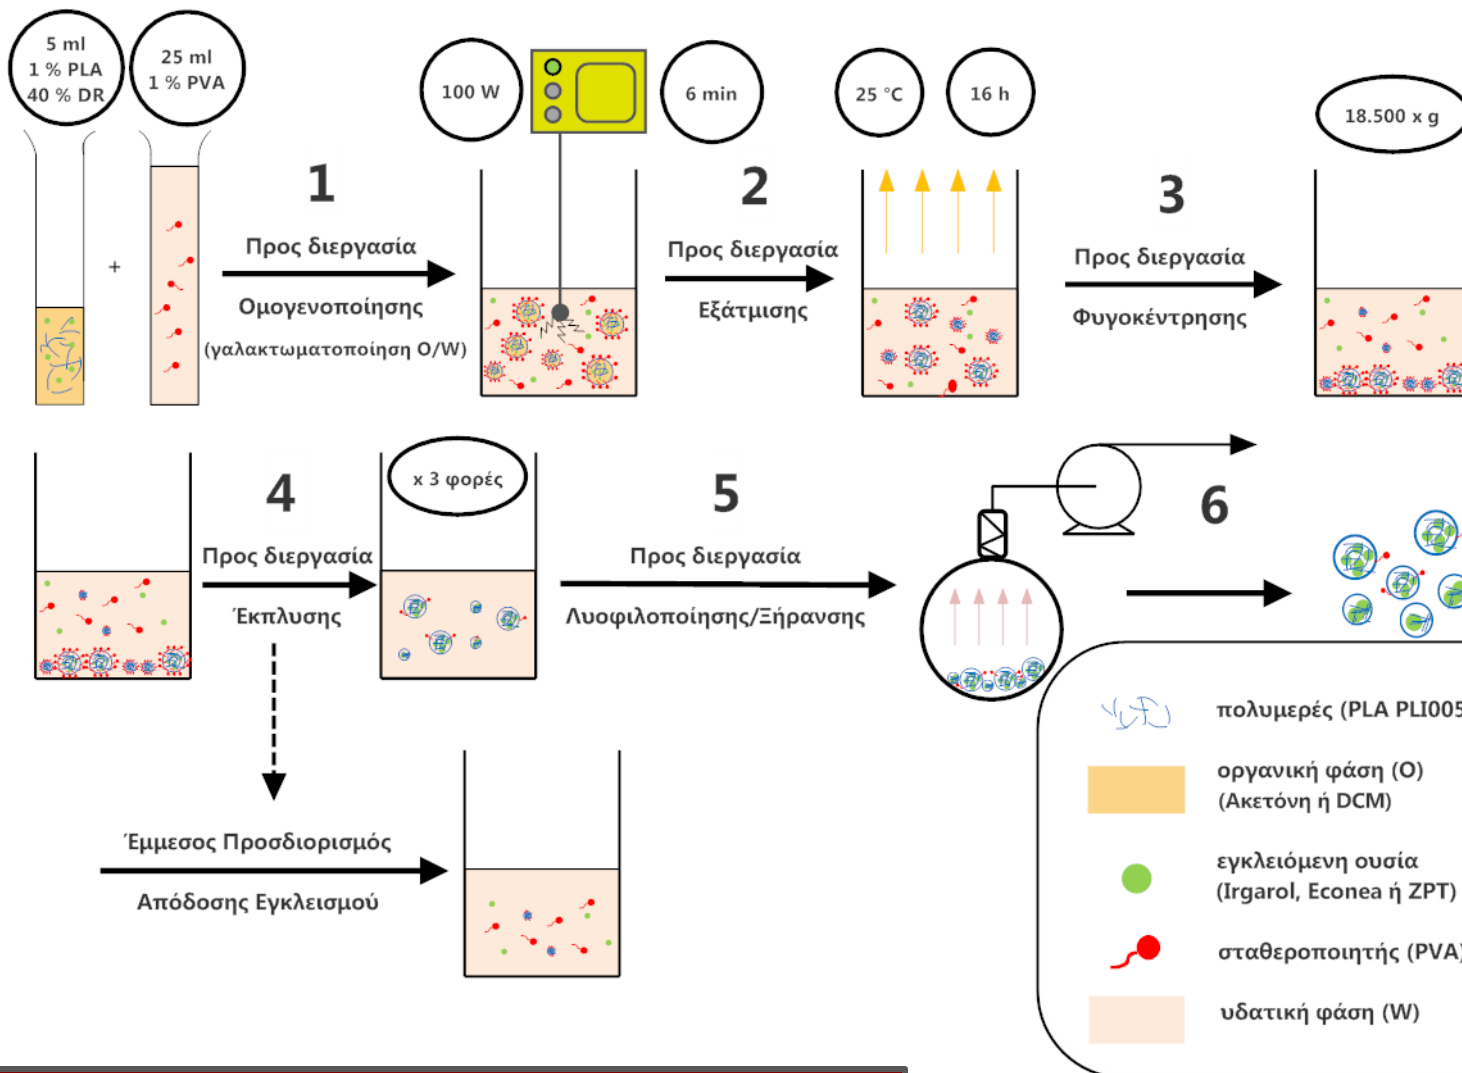 5 ml
1 % PLA
40 % DR
25 ml
1 % PVA
100 W
6 min
25 °C
16 h
18.500 x g
1
Προς διεργασία
Ομογενοποίησης
(γαλακτωματοποίηση O/W)
+
2
Προς διεργασία
Εξάτμισης
3
Προς διεργασία
Φυγοκέντρησης
4
Προς διεργασία
Έκπλυσης
x 3 φορές
5
Προς διεργασία
Λυοφιλοποίησης/Ξήρανσης
6
Έμμεσος Προσδιορισμός
Απόδοσης Εγκλεισμού
πολυμερές (PLA PLI005
οργανική φάση (O)
(Ακετόνη ή DCM)
εγκλειόμενη ουσία
(Irgarol, Econea ή ZPT)
σταθεροποιητής (PVA)
υδατική φάση (W)